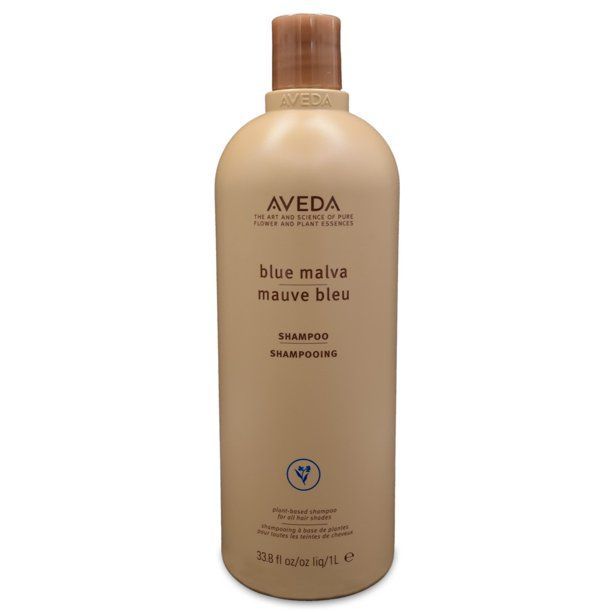 AVEDA
AVEDA
THE ART AND SCIENCE OF PURE
FLOWER AND PLANT ESSENCES
blue malva
mauve bleu
SHAMPOO
SHAMPOOING
plant-based shampoo
for all hair shades
shampooing à base de plantes
pour toutes les teintes de cheveux
33.8 fl oz/oz liq/1L ℮